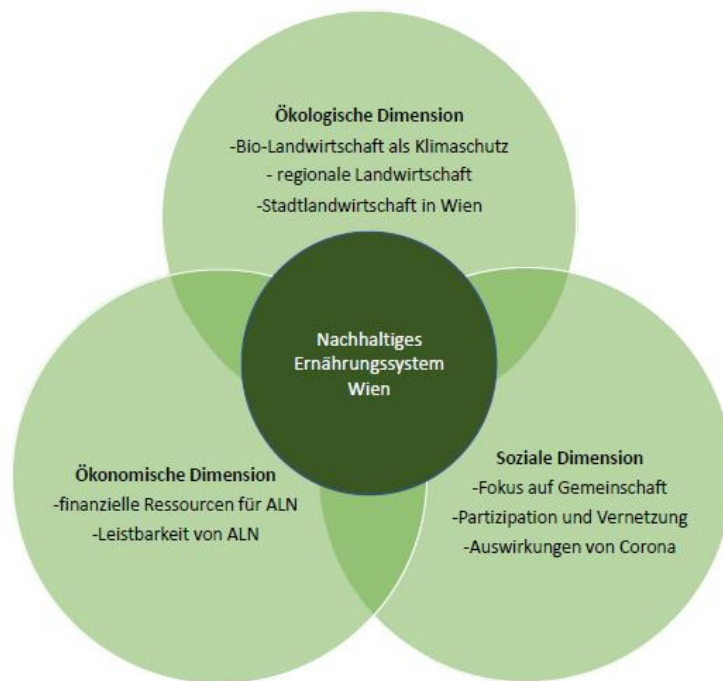 Ökologische Dimension
-Bio-Landwirtschaft als Klimaschutz
- regionale Landwirtschaft
-Stadtlandwirtschaft in Wien
Nachhaltiges
Ernährungssystem
Wien
Ökonomische Dimension
-finanzielle Ressourcen für ALN
-Leistbarkeit von ALN
Soziale Dimension
-Fokus auf Gemeinschaft
-Partizipation und Vernetzung
-Auswirkungen von Corona